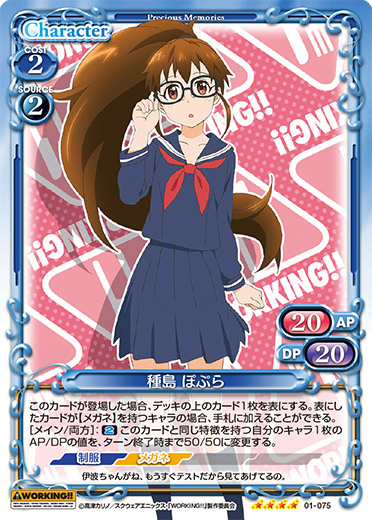 Precious Memories
Character
COST
2
SOURCE
2
WORKING!!
WORKING!!
WORKING!!
WORKING!!
20 AP
DP 20
種島 ぽぷら
このカードが登場した場合、デッキの上のカード1枚を表にする。表に
したカードが【メガネ】を持つキャラの場合、手札に加えることができる。
[メイン/両方]:2 このカードと同じ特徴を持つ自分のキャラ1枚の
AP/DPの値を、ターン終了時まで50/50に変更する。
制服 メガネ
伊波ちゃんがね、もうすぐテストだから見てあげてるの。
WORKING!!
©高津カリノ/スクウェアエニックス・「WORKING!!」製作委員会
★★★★ 01-075